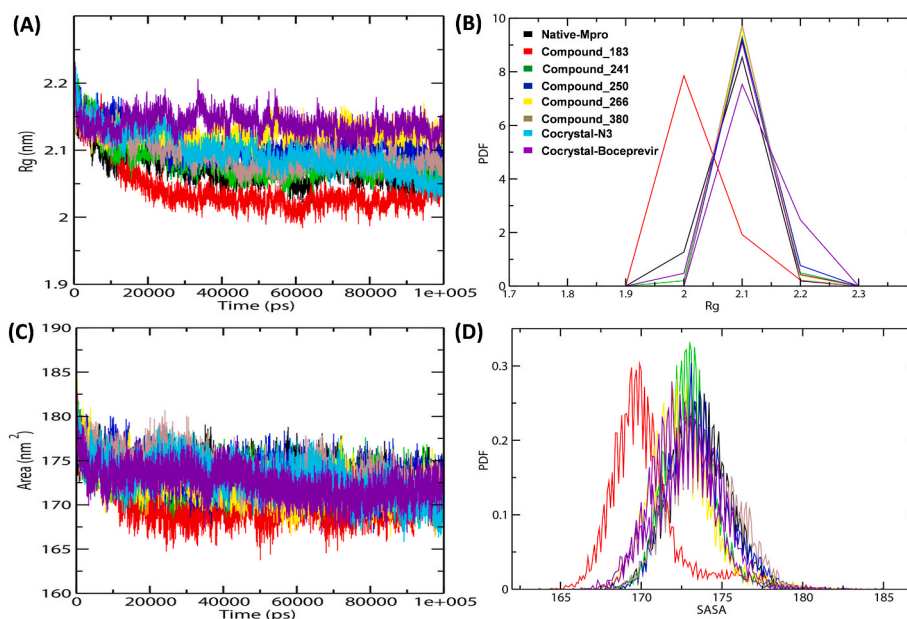 (A)
Rg (nm)
2.2
2.1
2
1.9
0
20000
40000
60000
80000
1e+005
Time (ps)
(B)
PDF
10
8
6
4
2
0
Native-Mpro
Compound_183
Compound_241
Compound_250
Compound_266
Compound_380
Cocrystal-N3
Cocrystal-Boceprevir
1.7
1.8
1.9
2
2.1
2.2
2.3
Rg
(C)
Area (nm²)
190
185
180
175
170
165
160
0
20000
40000
60000
80000
1e+005
Time (ps)
(D)
PDF
0.3
0.2
0.1
0
165
170
175
180
185
SASA